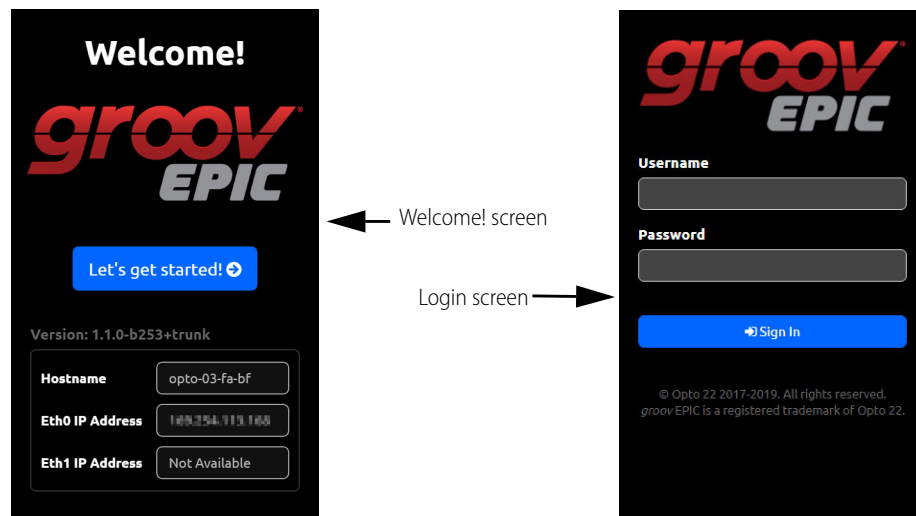 Welcome!
groov
EPIC
Let's get started!
Version: 1.1.0-b253+trunk
Hostname opto-03-fa-bf
Eth0 IP Address
Eth1 IP Address Not Available
Welcome! screen
Login screen
groov
EPIC
Username
Password
Sign In
© Opto 22 2017-2019. All rights reserved.
groov EPIC is a registered trademark of Opto 22.